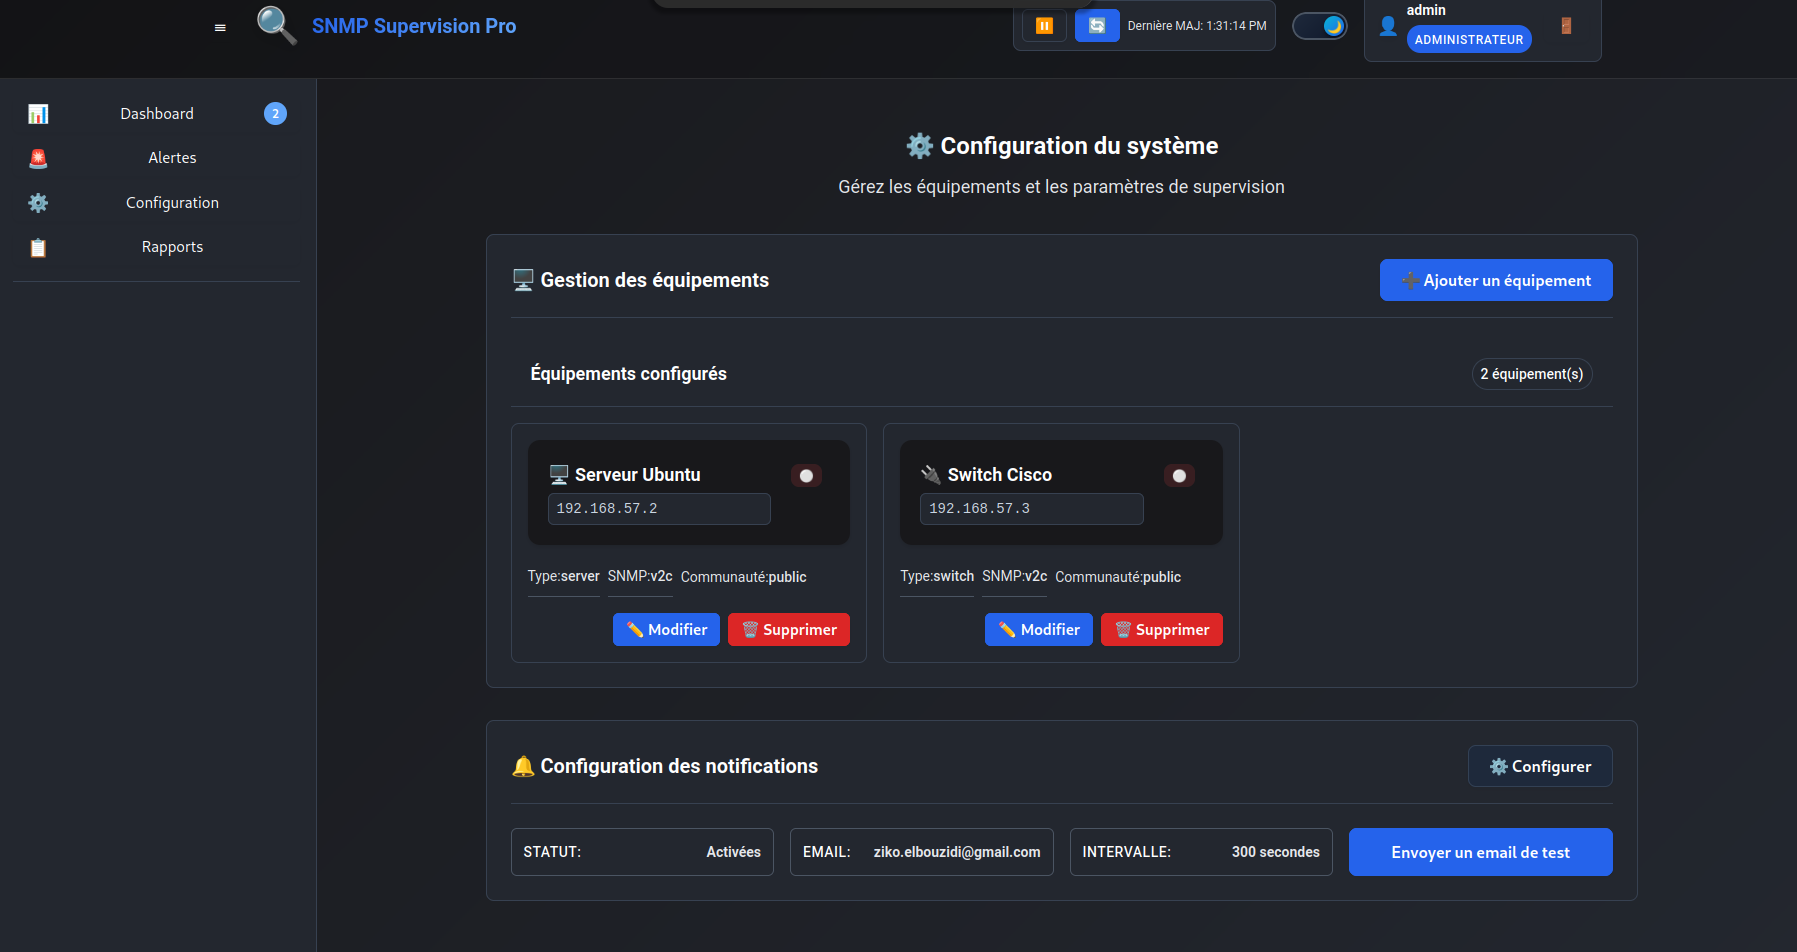 SNMP Supervision Pro
Dernière MAJ: 1:31:14 PM
admin
ADMINISTRATEUR
Dashboard
2
Alertes
Configuration
Rapports
Configuration du système
Gérez les équipements et les paramètres de supervision
Gestion des équipements
Ajouter un équipement
Équipements configurés
2 équipement(s)
Serveur Ubuntu
192.168.57.2
Type:server SNMP:v2c Communauté:public
Modifier Supprimer
Switch Cisco
192.168.57.3
Type:switch SNMP:v2c Communauté:public
Modifier Supprimer
Configuration des notifications
Configurer
STATUT: Activées
EMAIL: ziko.elbouzidi@gmail.com
INTERVALLE: 300 secondes
Envoyer un email de test